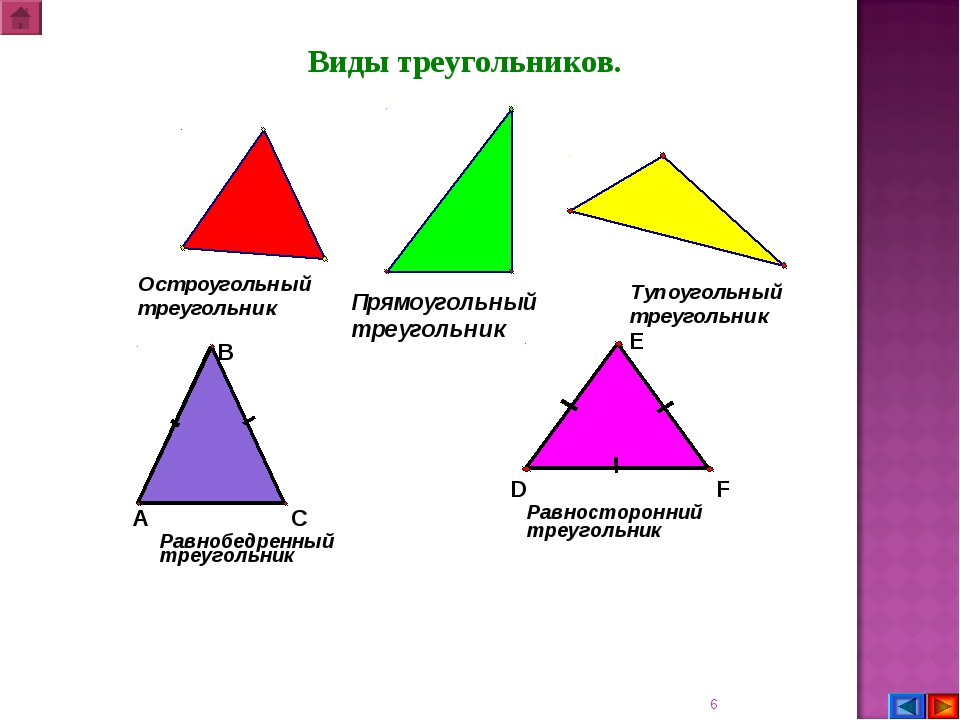 Виды треугольников.
Остроугольный
треугольник
Прямоугольный
треугольник
Тупоугольный
треугольник
B
A
C
Равнобедренный
треугольник
E
D
F
Равносторонний
треугольник
6